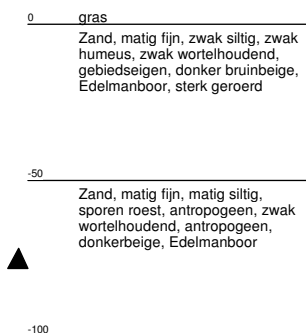 0 gras
Zand, matig fijn, zwak siltig, zwak
humeus, zwak wortelhoudend,
gebiedseigen, donker bruinbeige,
Edelmanboor, sterk geroerd
-50
Zand, matig fijn, matig siltig,
sporen roest, antropogeen, zwak
wortelhoudend, antropogeen,
donkerbeige, Edelmanboor
-100